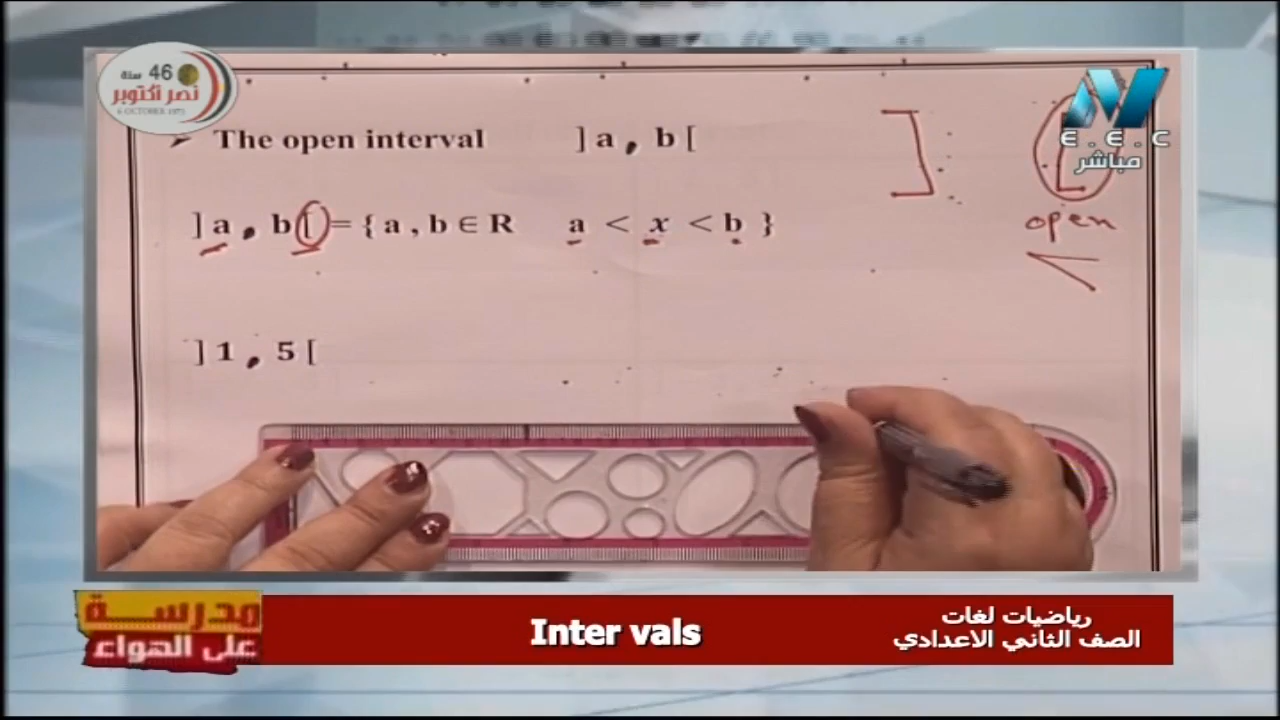 46 سنة
نصر أكتوبر
6 OCTOBER 1973
E.E.C
مباشر
➢ The open interval ]a , b[
]a , b[ = { a , b ∈ R a < x < b }
] [
open
<
]1 , 5[
مدرسة
على الهواء
Inter vals
رياضيات لغات
الصف الثاني الاعدادي